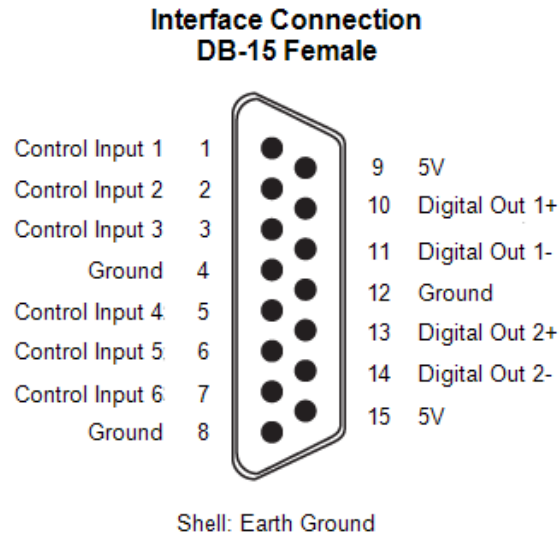 Interface Connection
DB-15 Female
Control Input 1 1
Control Input 2 2
Control Input 3 3
Ground 4
Control Input 4: 5
Control Input 5: 6
Control Input 6: 7
Ground 8
9 5V
10 Digital Out 1+
11 Digital Out 1-
12 Ground
13 Digital Out 2+
14 Digital Out 2-
15 5V
Shell: Earth Ground